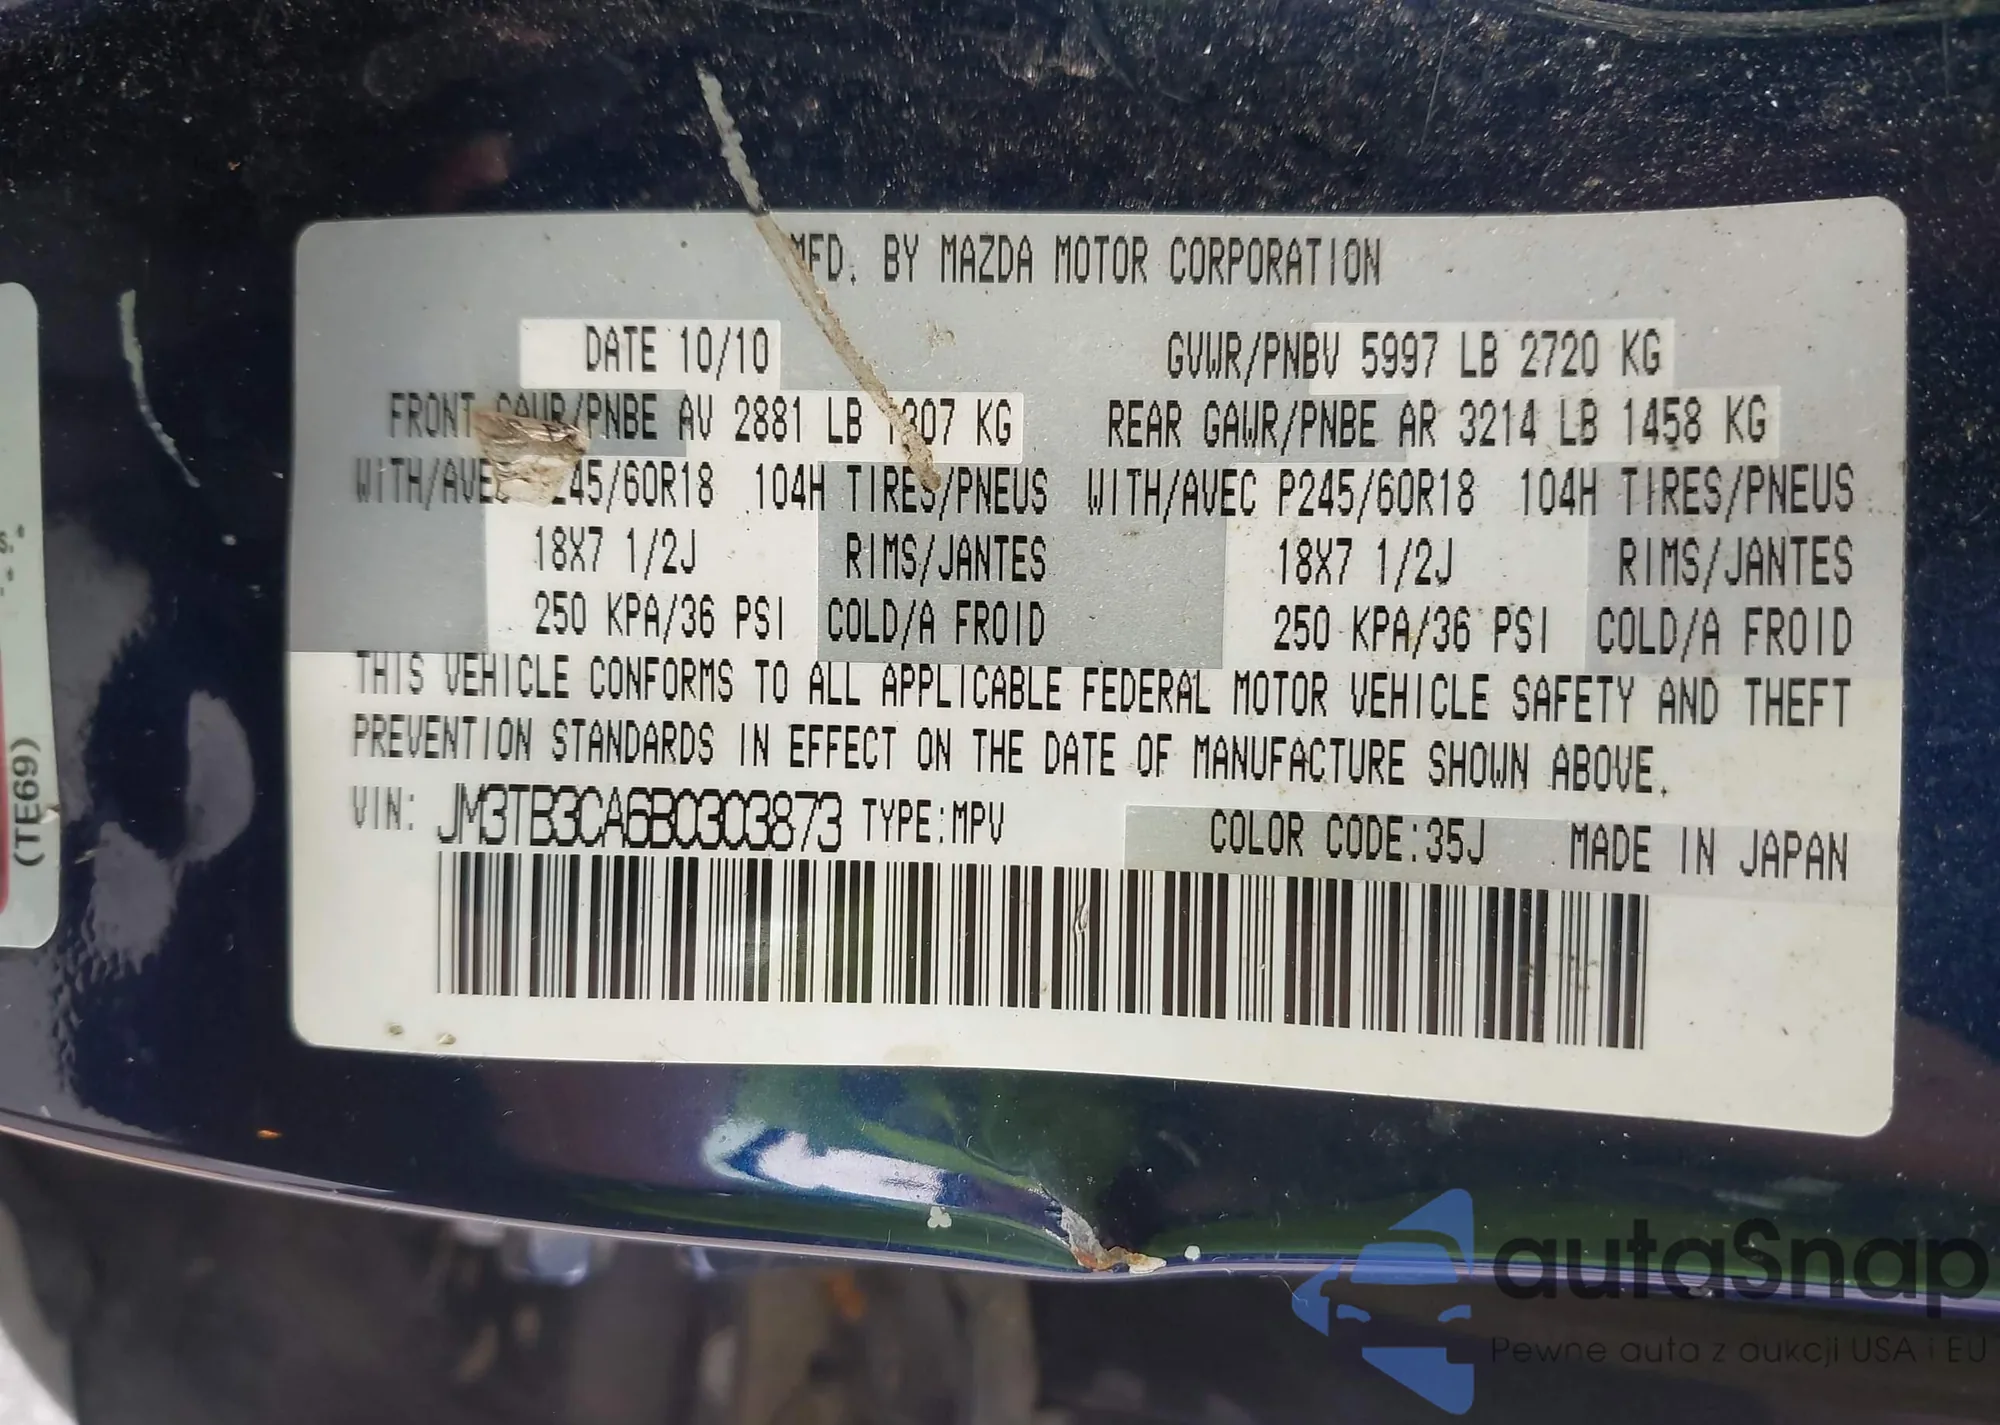 MFD. BY MAZDA MOTOR CORPORATION
DATE 10/10 GVWR/PNBV 5997 LB 2720 KG
FRONT GAWR/PNBE AV 2881 LB 1307 KG REAR GAWR/PNBE AR 3214 LB 1458 KG
WITH/AVEC P245/60R18 104H TIRES/PNEUS WITH/AVEC P245/60R18 104H TIRES/PNEUS
18X7 1/2J RIMS/JANTES 18X7 1/2J RIMS/JANTES
250 KPA/36 PSI COLD/A FROID 250 KPA/36 PSI COLD/A FROID
THIS VEHICLE CONFORMS TO ALL APPLICABLE FEDERAL MOTOR VEHICLE SAFETY AND THEFT
PREVENTION STANDARDS IN EFFECT ON THE DATE OF MANUFACTURE SHOWN ABOVE.
VIN: JM3TB3CA6B0303873 TYPE:MPV COLOR CODE:35J MADE IN JAPAN
(TE69)
autaSnap
Pewne auta z aukcji USA i EU